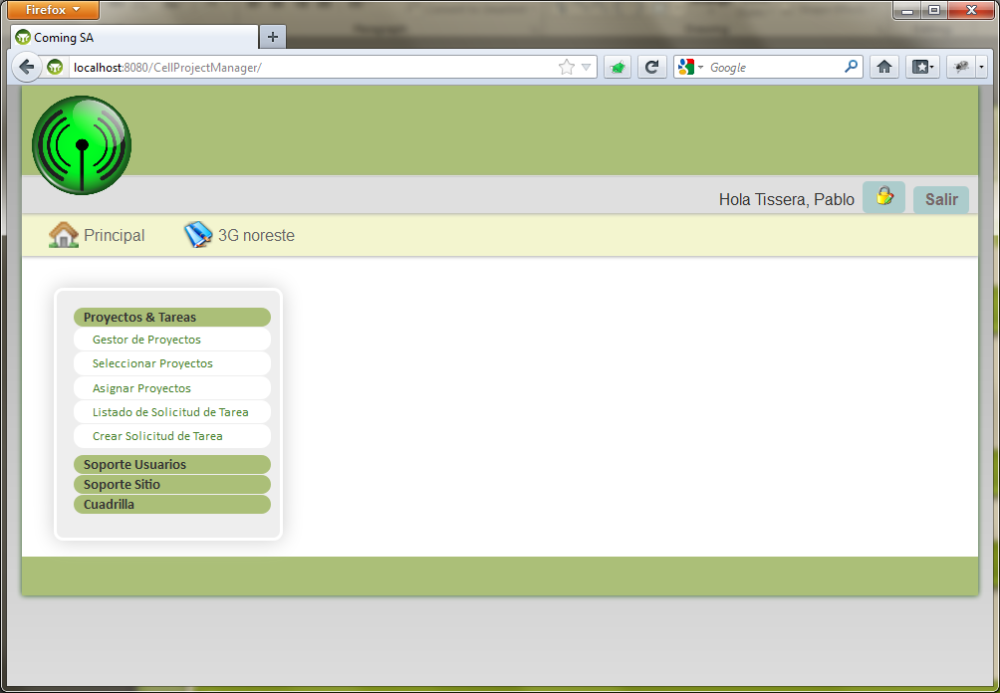 Firefox
Coming SA
localhost:8080/CellProjectManager/
Google
Hola Tissera, Pablo
Salir
Principal
3G noreste
Proyectos & Tareas
Gestor de Proyectos
Seleccionar Proyectos
Asignar Proyectos
Listado de Solicitud de Tarea
Crear Solicitud de Tarea
Soporte Usuarios
Soporte Sitio
Cuadrilla